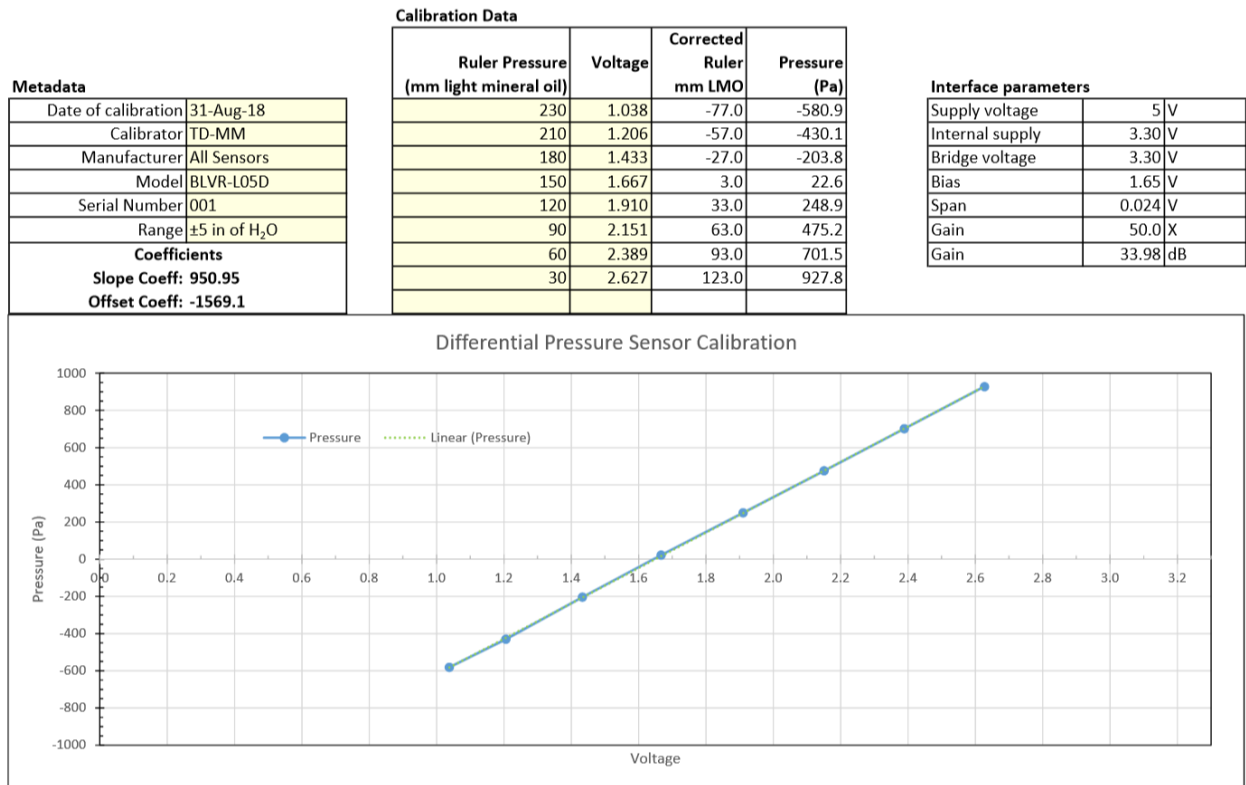 Calibration Data
Ruler Pressure (mm light mineral oil) Voltage Corrected Ruler mm LMO Pressure (Pa)
230 1.038 -77.0 -580.9
210 1.206 -57.0 -430.1
180 1.433 -27.0 -203.8
150 1.667 3.0 22.6
120 1.910 33.0 248.9
90 2.151 63.0 475.2
60 2.389 93.0 701.5
30 2.627 123.0 927.8
Metadata
Date of calibration 31-Aug-18
Calibrator TD-MM
Manufacturer All Sensors
Model BLVR-L05D
Serial Number 001
Range ±5 in of H₂O
Coefficients
Slope Coeff: 950.95
Offset Coeff: -1569.1
Interface parameters
Supply voltage 5 V
Internal supply 3.30 V
Bridge voltage 3.30 V
Bias 1.65 V
Span 0.024 V
Gain 50.0 X
Gain 33.98 dB
Differential Pressure Sensor Calibration
Pressure Linear (Pressure)
Pressure (Pa)
1000
800
600
400
200
0
-200
-400
-600
-800
-1000
0.0 0.2 0.4 0.6 0.8 1.0 1.2 1.4 1.6 1.8 2.0 2.2 2.4 2.6 2.8 3.0 3.2
Voltage